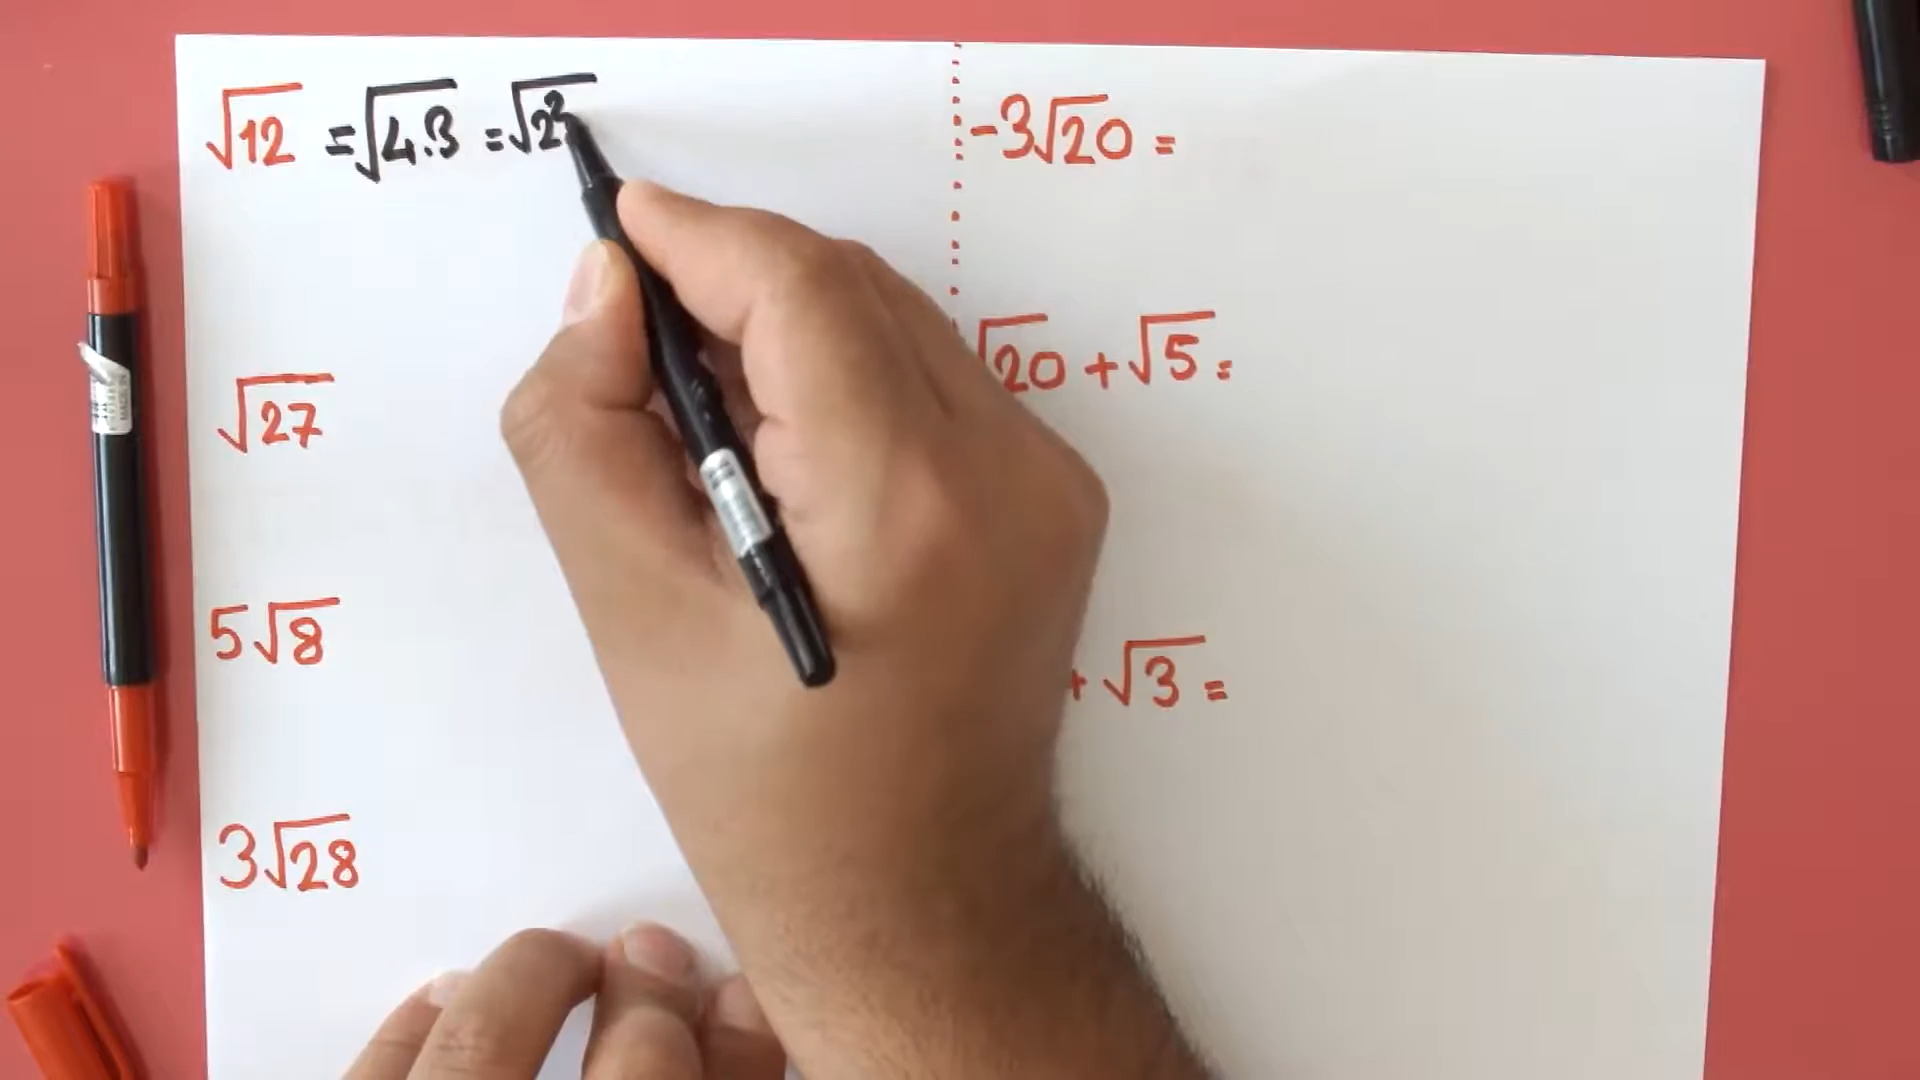 √12 = √4.3 = √2²
√27
5√8
3√28
-3√20 =
√20 + √5 =
+ √3 =